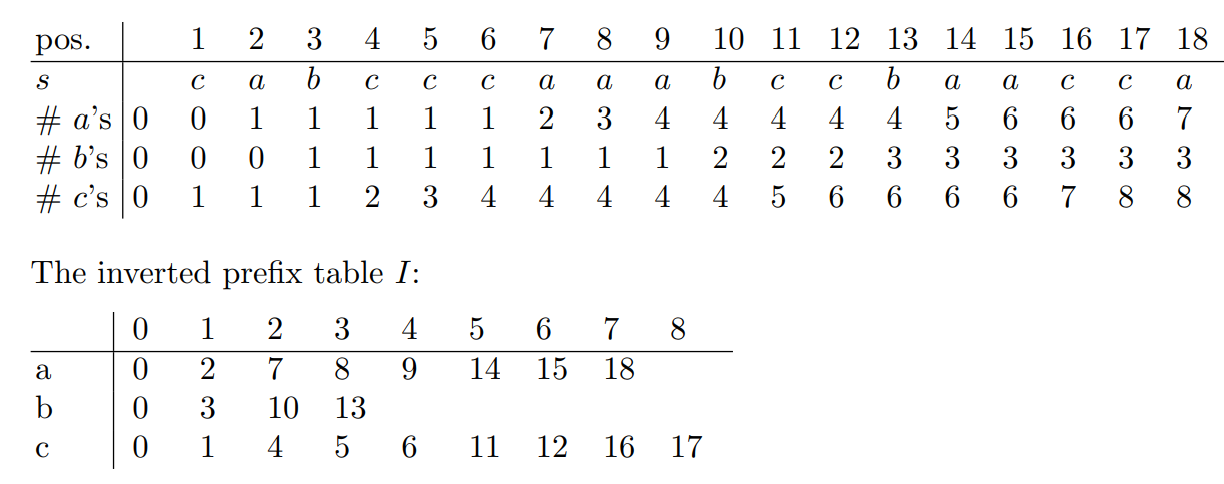 pos. 1 2 3 4 5 6 7 8 9 10 11 12 13 14 15 16 17 18
s c a b c c c a a a b c c b a a c c a
# a's 0 0 1 1 1 1 1 2 3 4 4 4 4 4 5 6 6 6 7
# b's 0 0 0 1 1 1 1 1 1 1 2 2 2 3 3 3 3 3 3
# c's 0 1 1 1 2 3 4 4 4 4 4 5 6 6 6 6 7 8 8
The inverted prefix table I:
0 1 2 3 4 5 6 7 8
a 0 2 7 8 9 14 15 18
b 0 3 10 13
c 0 1 4 5 6 11 12 16 17